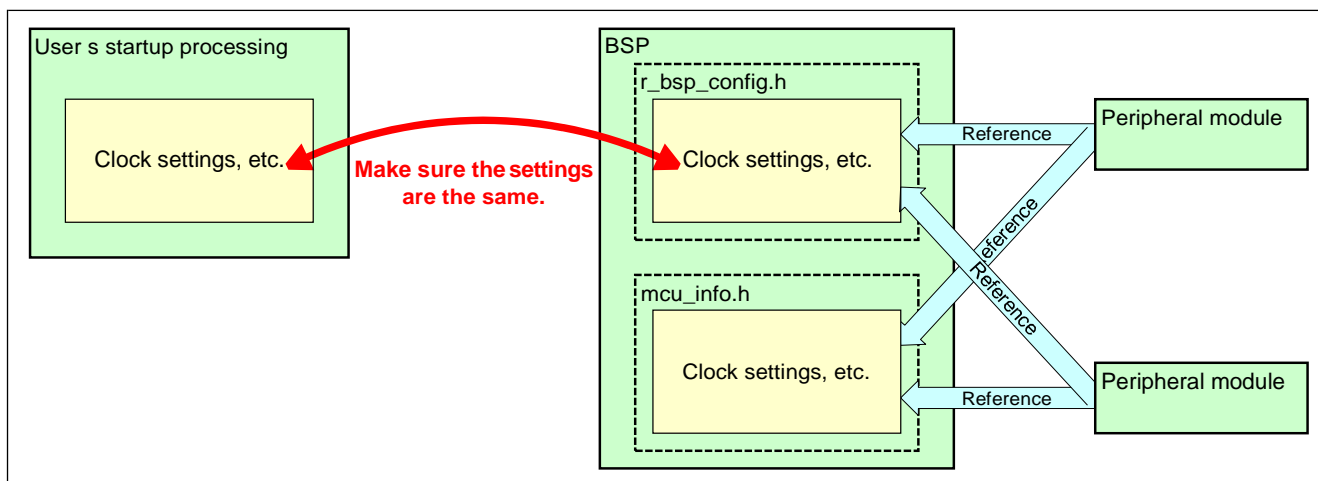 User s startup processing
Clock settings, etc.
Make sure the settings
are the same.
BSP
r_bsp_config.h
Clock settings, etc.
mcu_info.h
Clock settings, etc.
Reference
Reference
Reference
Reference
Peripheral module
Peripheral module